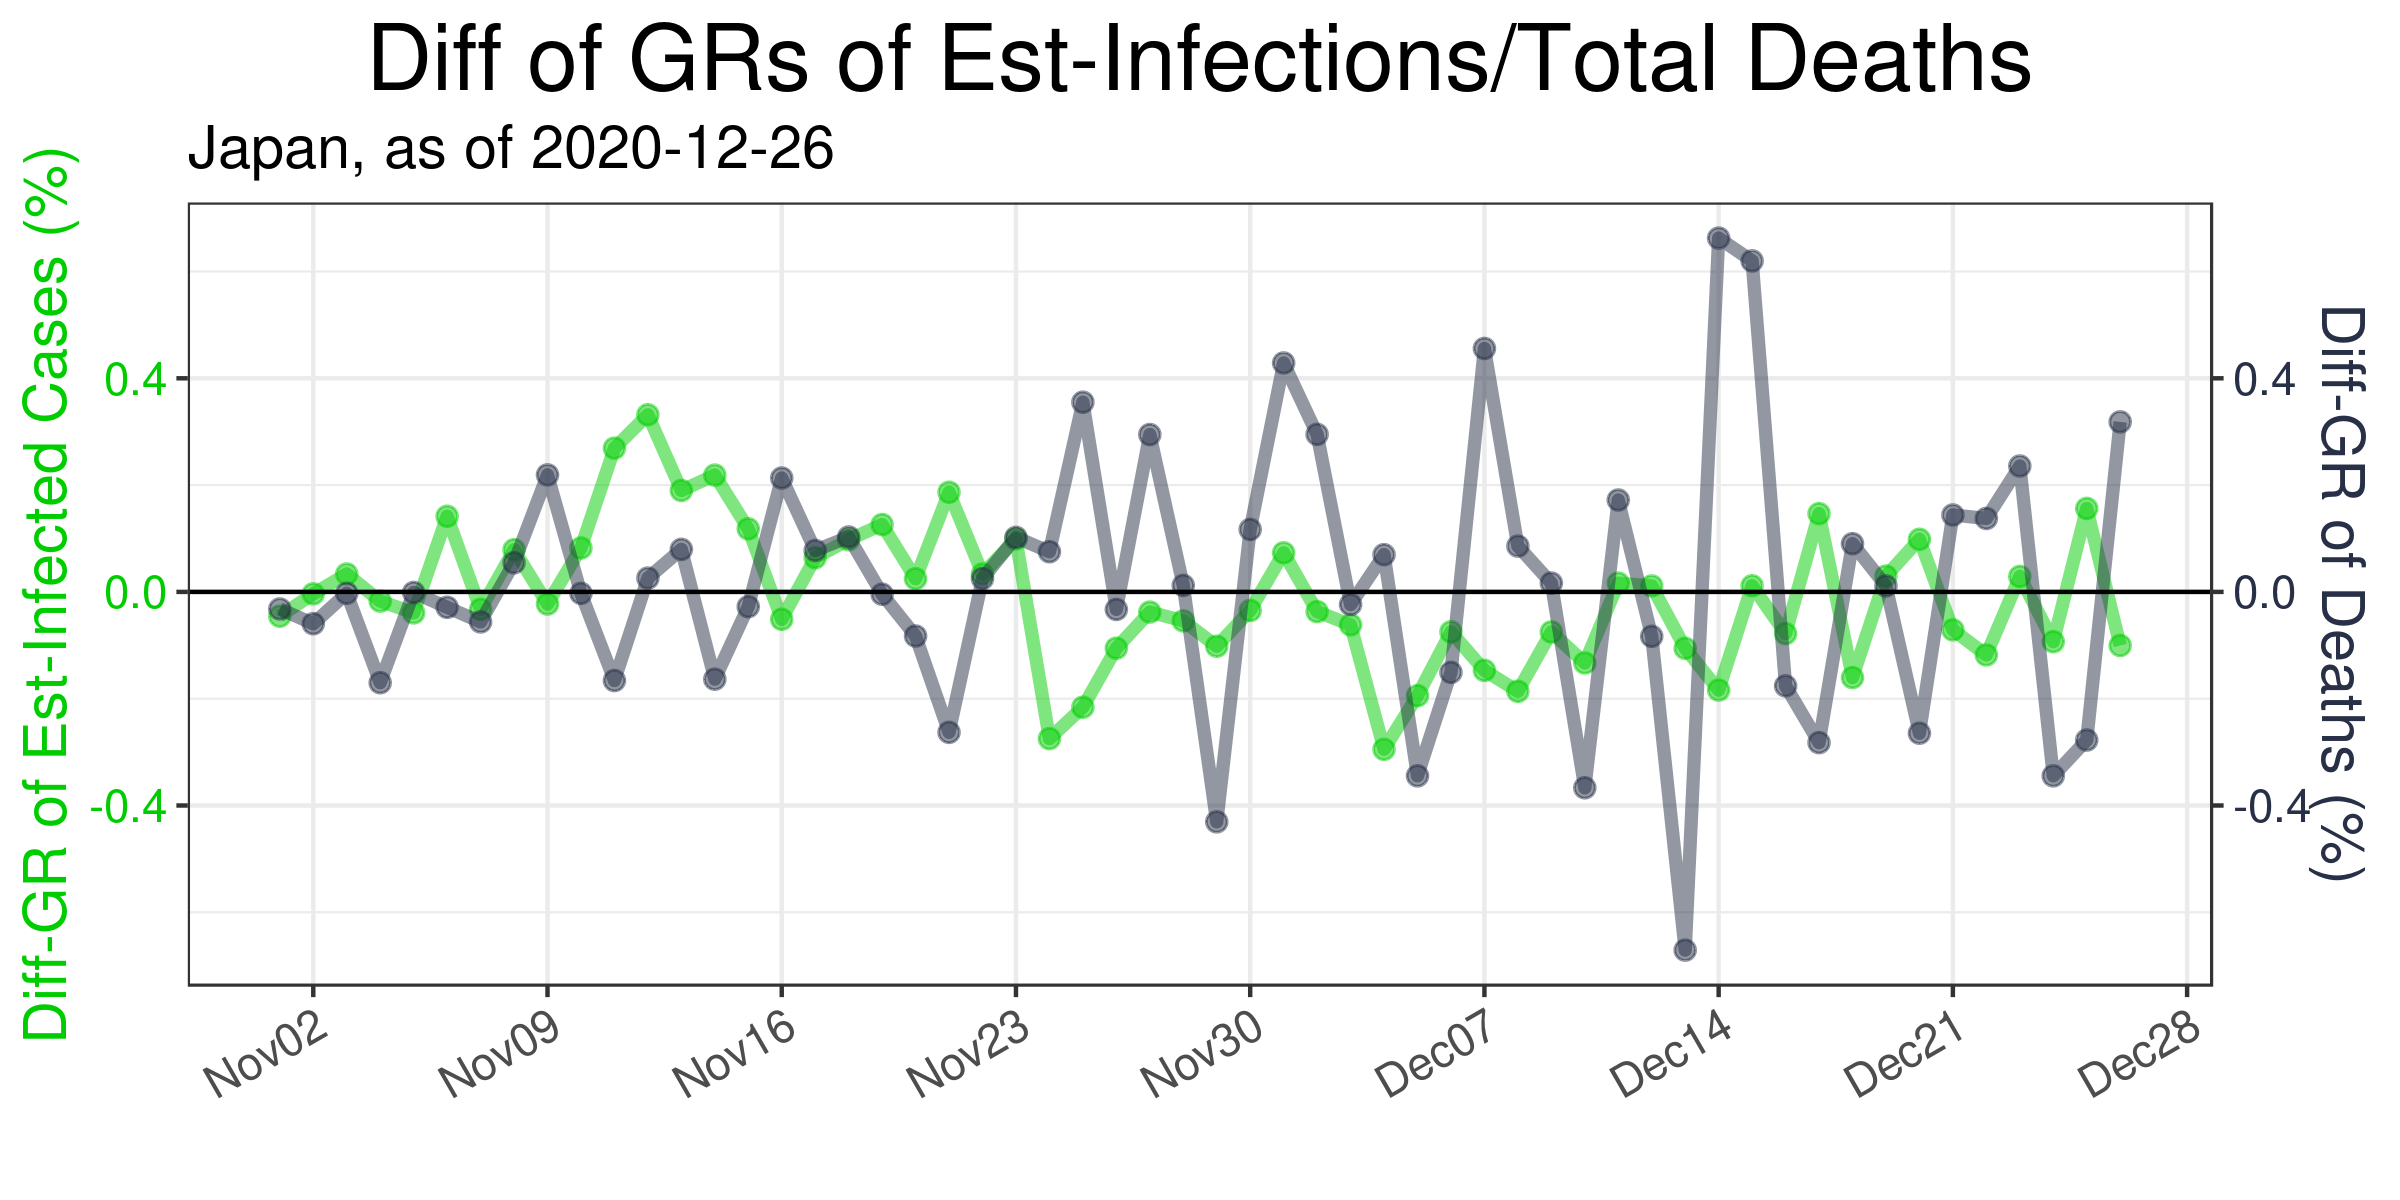 Diff of GRs of Est-Infections/Total Deaths
Japan, as of 2020-12-26
Diff-GR of Est-Infected Cases (%)
0.4
0.0
-0.4
0.4
0.0
-0.4
Diff-GR of Deaths (%)
Nov02
Nov09
Nov16
Nov23
Nov30
Dec07
Dec14
Dec21
Dec28